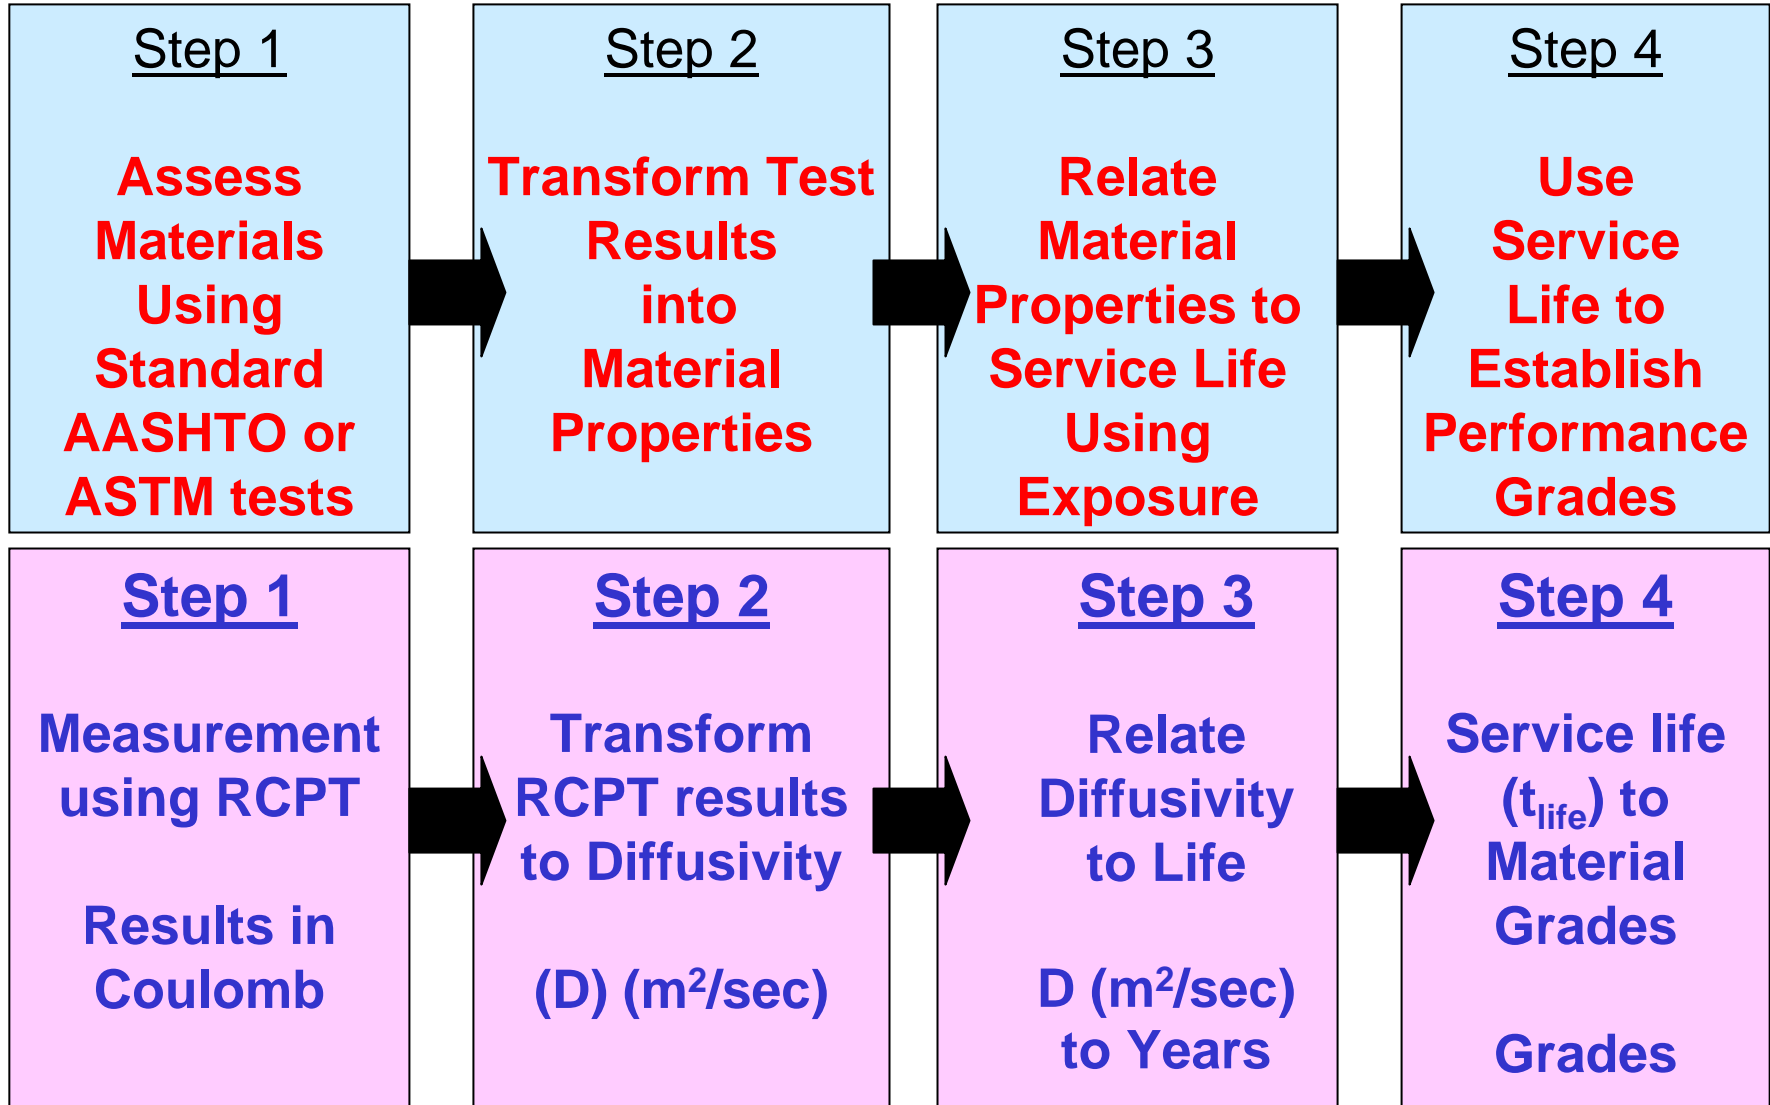 Step 1
Assess
Materials
Using
Standard
AASHTO or
ASTM tests
Step 2
Transform Test
Results
into
Material
Properties
Step 3
Relate
Material
Properties to
Service Life
Using
Exposure
Step 4
Use
Service
Life to
Establish
Performance
Grades
Step 1
Measurement
using RCPT
Results in
Coulomb
Step 2
Transform
RCPT results
to Diffusivity
(D) (m²/sec)
Step 3
Relate
Diffusivity
to Life
D (m²/sec)
to Years
Step 4
Service life
(t_life) to
Material
Grades
Grades